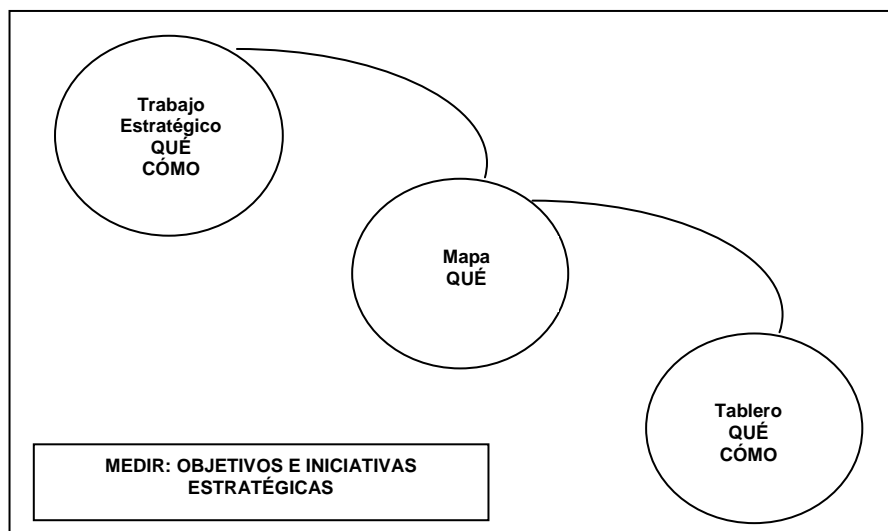 Trabajo
Estratégico
QUÉ
CÓMO
Mapa
QUÉ
Tablero
QUÉ
CÓMO
MEDIR: OBJETIVOS E INICIATIVAS
ESTRATÉGICAS